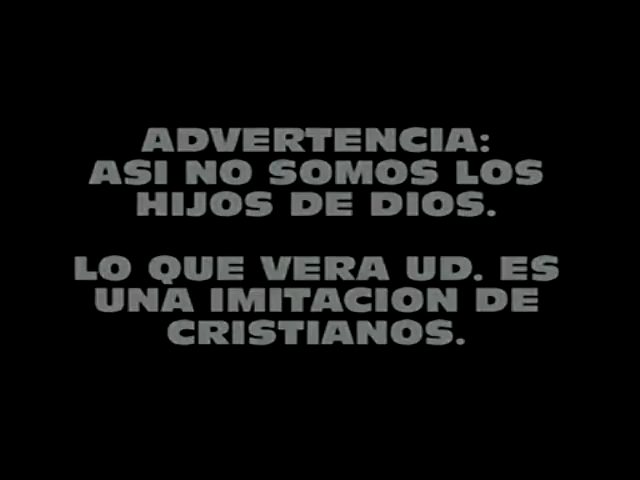 ADVERTENCIA:
ASI NO SOMOS LOS
HIJOS DE DIOS.
LO QUE VERA UD. ES
UNA IMITACION DE
CRISTIANOS.